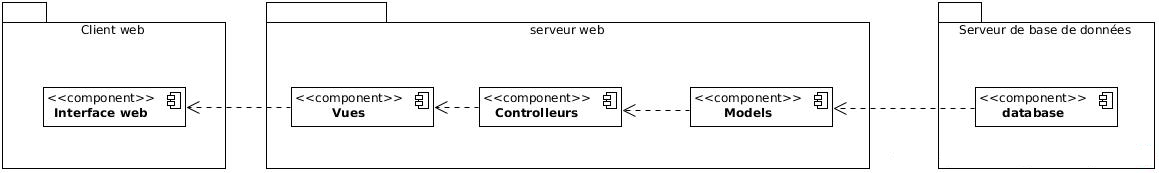 Client web
serveur web
Serveur de base de données
<<component>>
Interface web
<<component>>
Vues
<<component>>
Controlleurs
<<component>>
Models
<<component>>
database